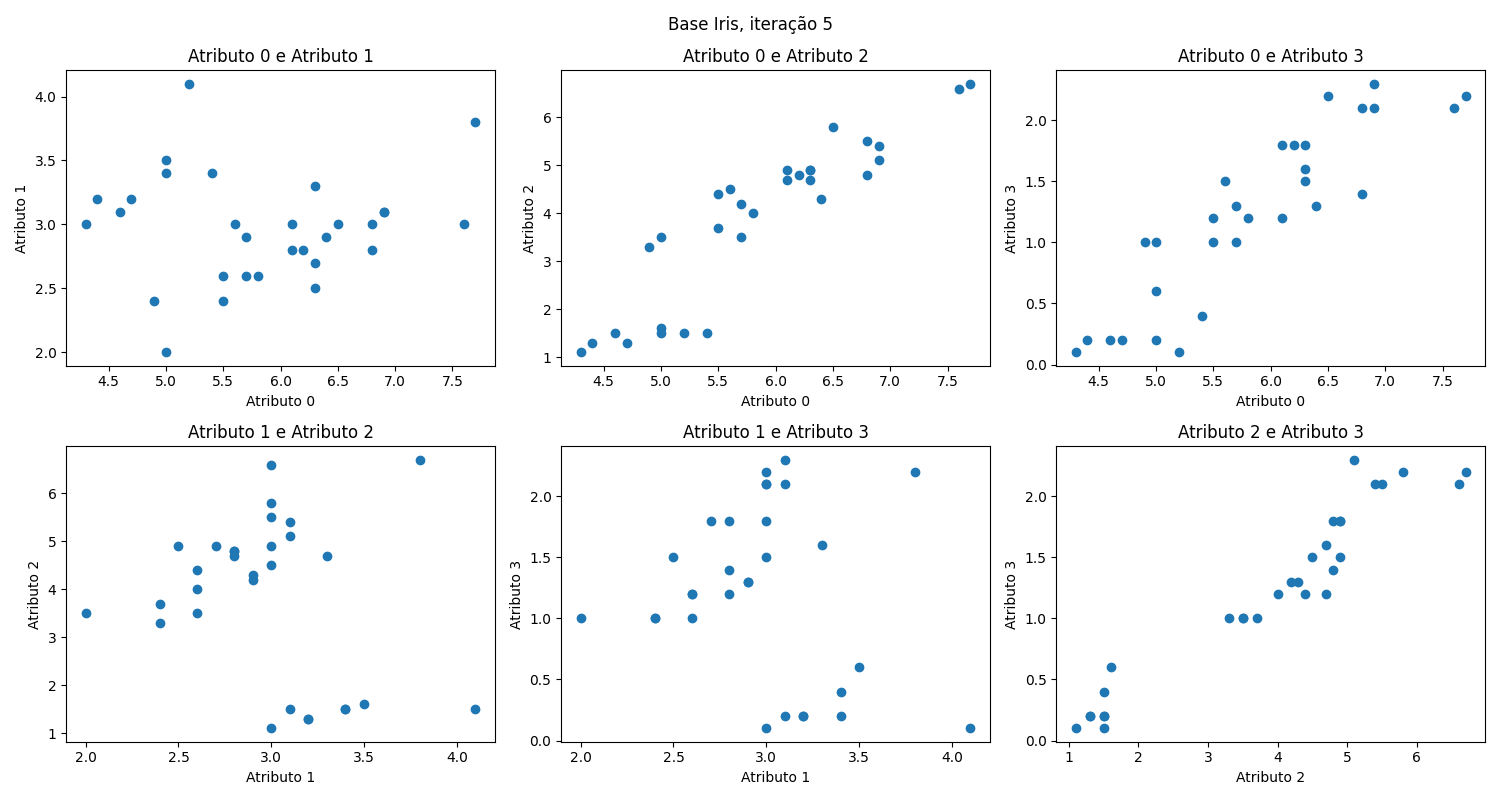 Base Iris, iteração 5
Atributo 0 e Atributo 1
Atributo 1
4.0
3.5
3.0
2.5
2.0
4.5 5.0 5.5 6.0 6.5 7.0 7.5
Atributo 0
Atributo 0 e Atributo 2
Atributo 2
6
5
4
3
2
1
4.5 5.0 5.5 6.0 6.5 7.0 7.5
Atributo 0
Atributo 0 e Atributo 3
Atributo 3
2.0
1.5
1.0
0.5
0.0
4.5 5.0 5.5 6.0 6.5 7.0 7.5
Atributo 0
Atributo 1 e Atributo 2
Atributo 2
6
5
4
3
2
1
2.0 2.5 3.0 3.5 4.0
Atributo 1
Atributo 1 e Atributo 3
Atributo 3
2.0
1.5
1.0
0.5
0.0
2.0 2.5 3.0 3.5 4.0
Atributo 1
Atributo 2 e Atributo 3
Atributo 3
2.0
1.5
1.0
0.5
0.0
1 2 3 4 5 6
Atributo 2